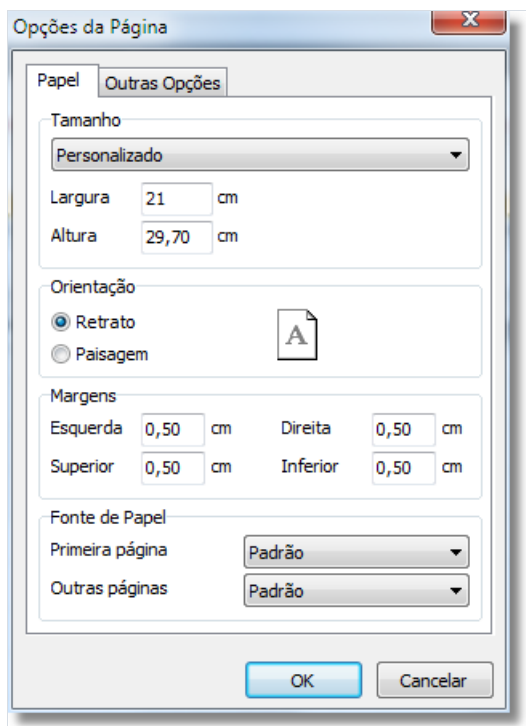 Opções da Página
Papel Outras Opções
Tamanho
Personalizado
Largura 21 cm
Altura 29,70 cm
Orientação
Retrato
Paisagem
A
Margens
Esquerda 0,50 cm Direita 0,50 cm
Superior 0,50 cm Inferior 0,50 cm
Fonte de Papel
Primeira página Padrão
Outras páginas Padrão
OK Cancelar